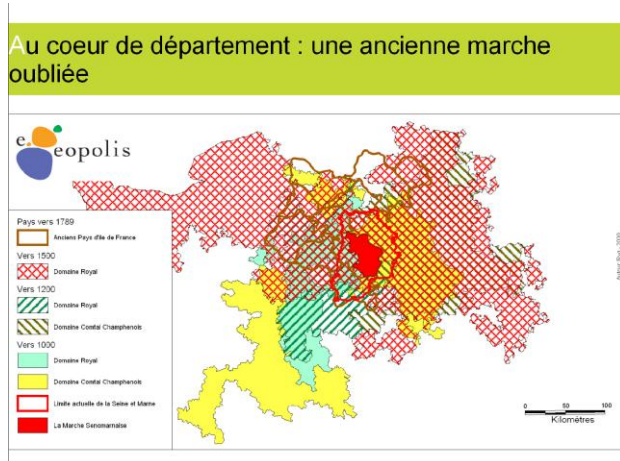 Au coeur de département : une ancienne marche
oubliée
e.
eopolis
Pays vers 1789
Anciens Pays d'Ile de France
Vers 1500
Domaine Royal
Vers 1200
Domaine Royal
Domaine Comtal Champenois
Vers 1000
Domaine Royal
Domaine Comtal Champenois
Limite actuelle de la Seine et Marne
La Marche Senomarnaise
0 50 100
Kilomètres